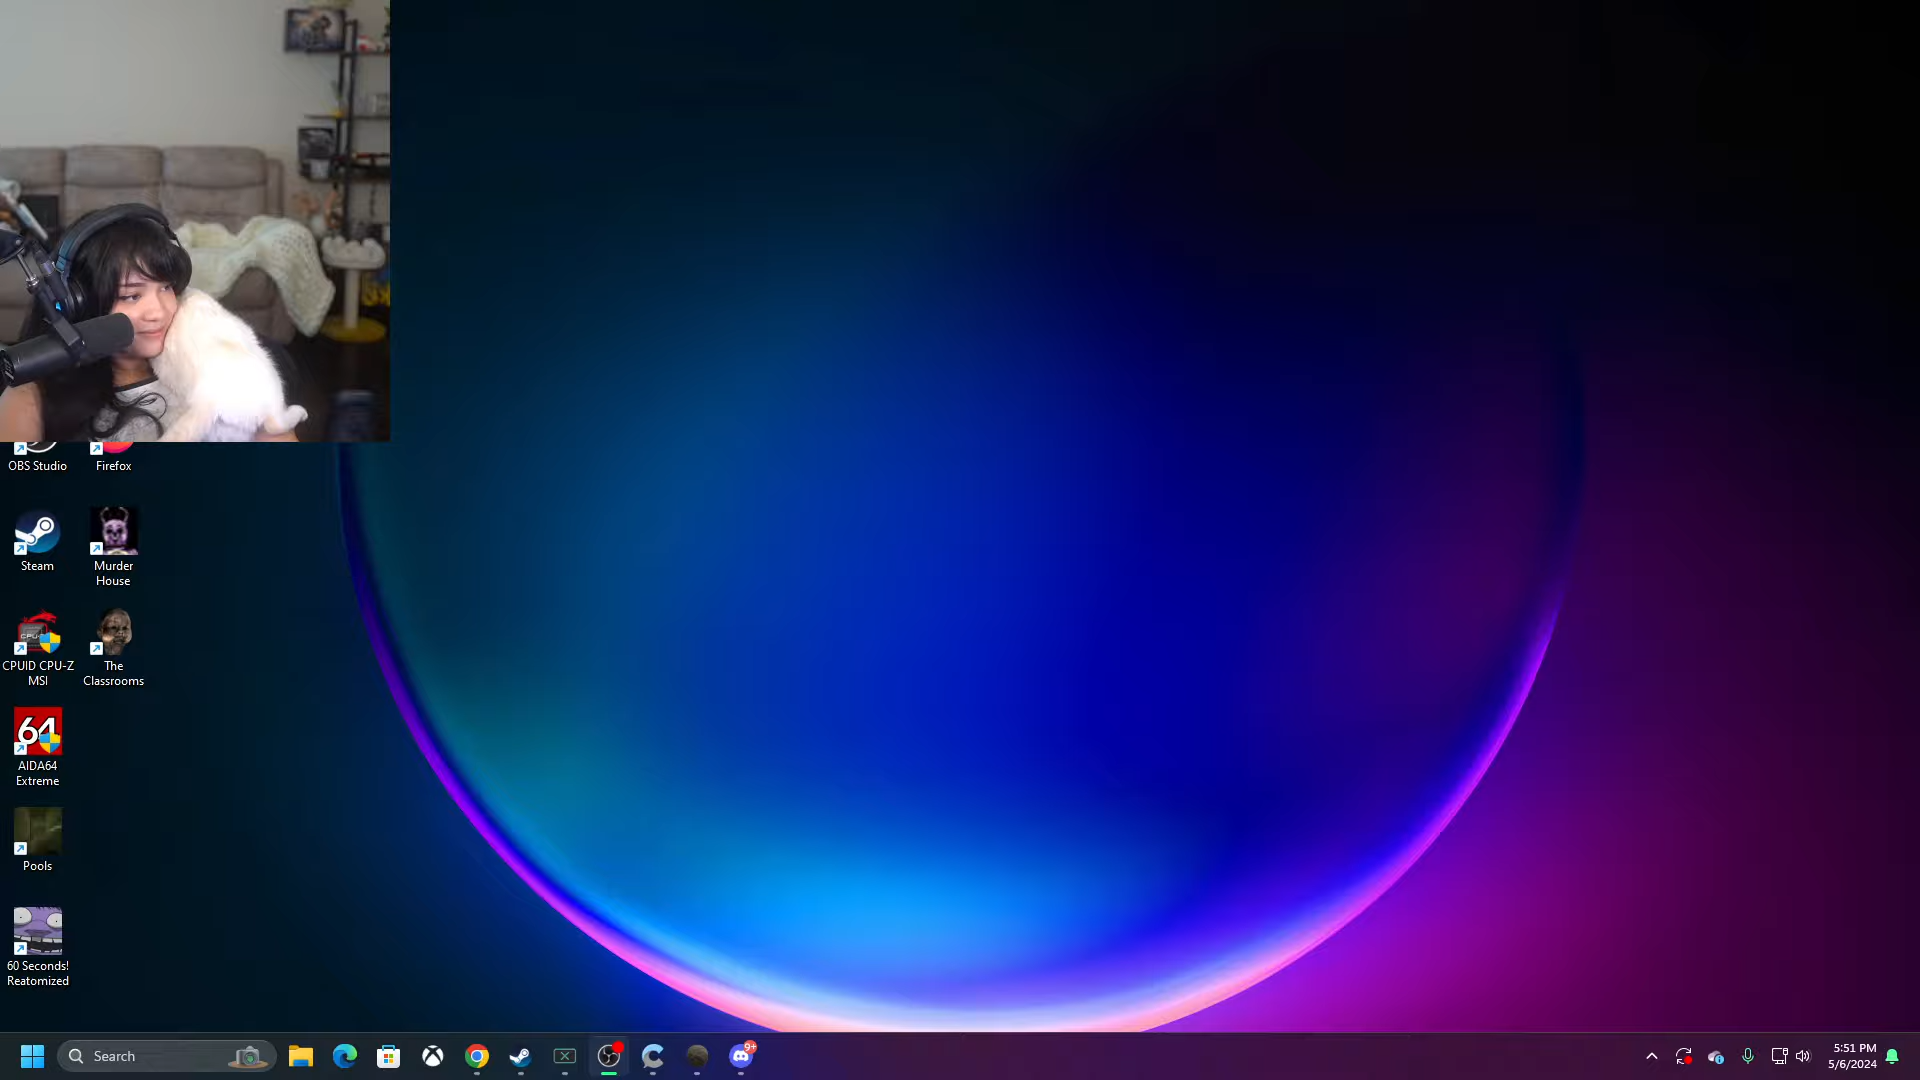 OBS Studio
Firefox
Steam
Murder
House
CPUID CPU-Z
MSI
The
Classrooms
64
AIDA64
Extreme
Pools
60 Seconds!
Reatomized
Search
9+
5:51 PM
5/6/2024